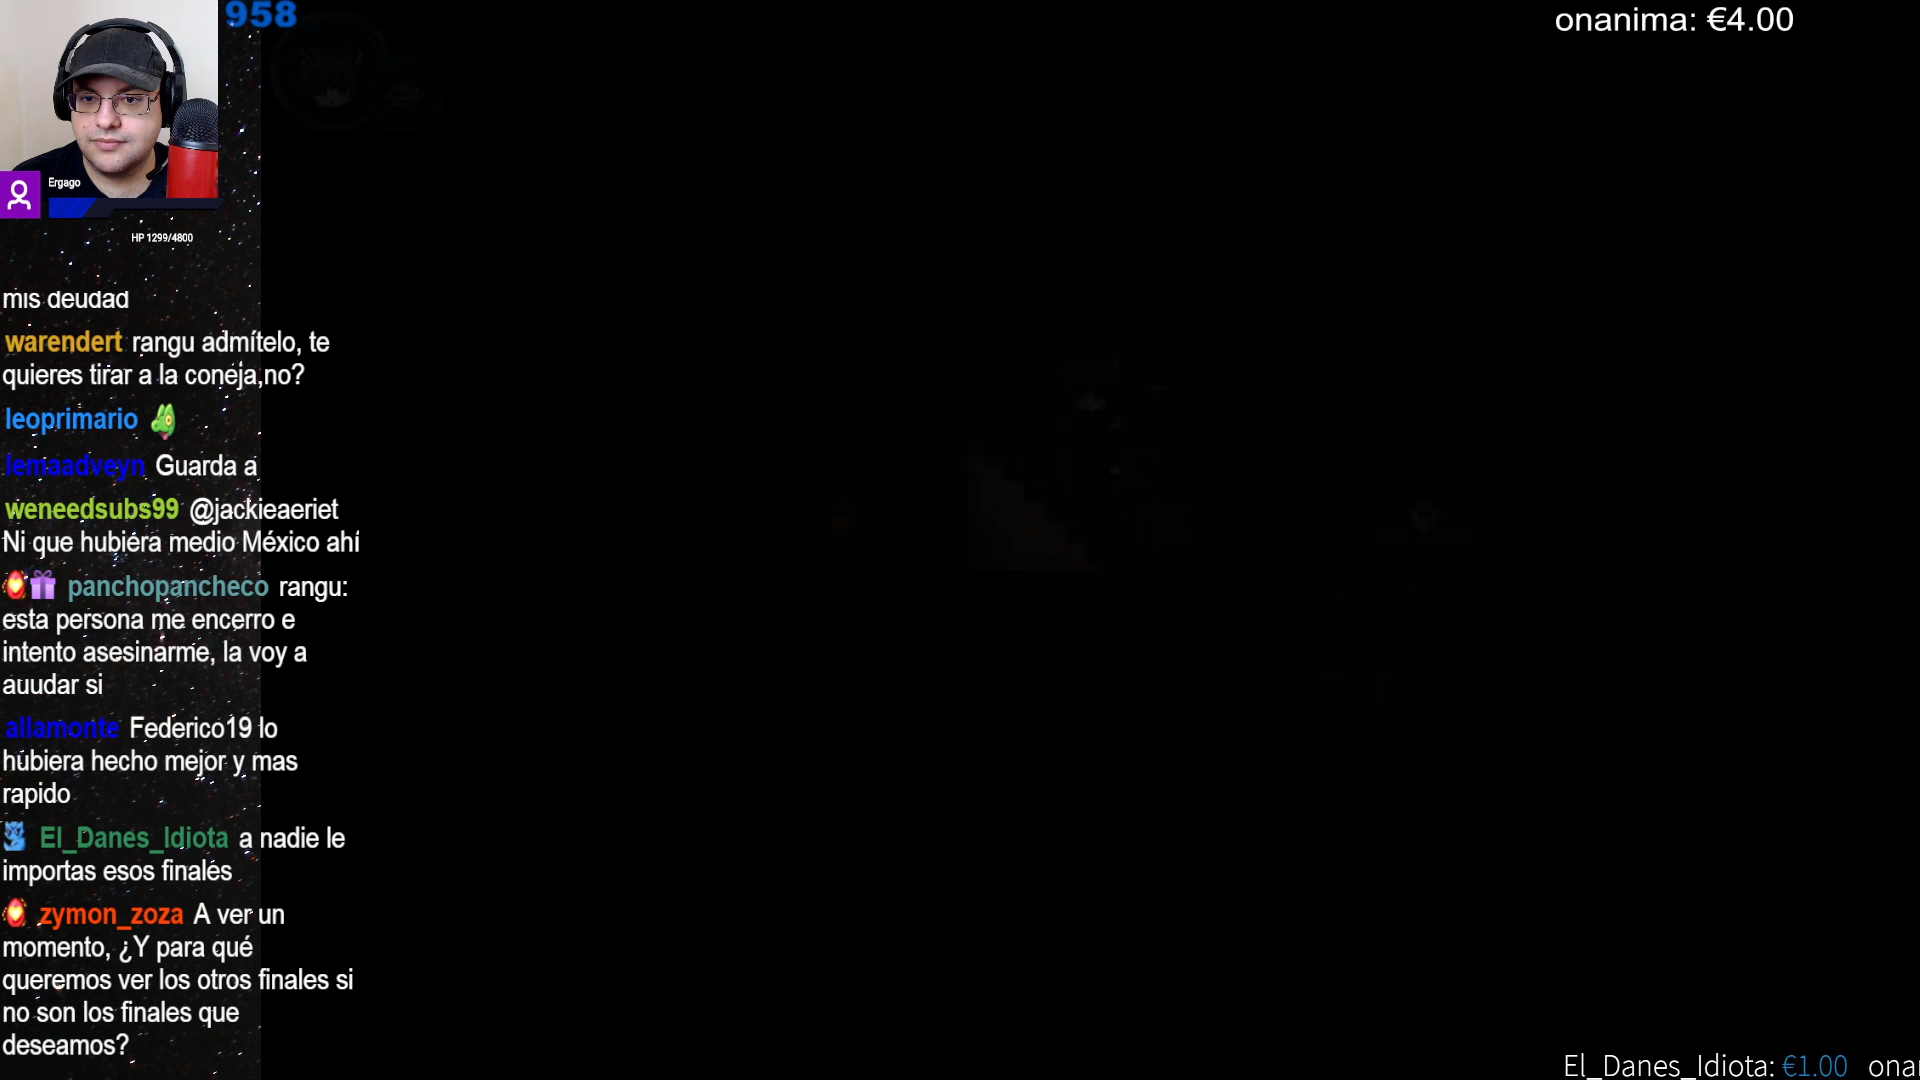 958
onanima: €4.00
Ergago
HP 1299/4800
mis deudad
warendert rangu admítelo, te
quieres tirar a la coneja,no?
leoprimario
lemaadveyn Guarda a
weneedsubs99 @jackieaeriet
Ni que hubiera medio México ahí
panchopancheco rangu:
esta persona me encerro e
intento asesinarme, la voy a
auudar si
allamonte Federico19 lo
hubiera hecho mejor y mas
rapido
El_Danes_Idiota a nadie le
importas esos finales
zymon_zoza A ver un
momento, ¿Y para qué
queremos ver los otros finales si
no son los finales que
deseamos?
El_Danes_Idiota: €1.00 onan